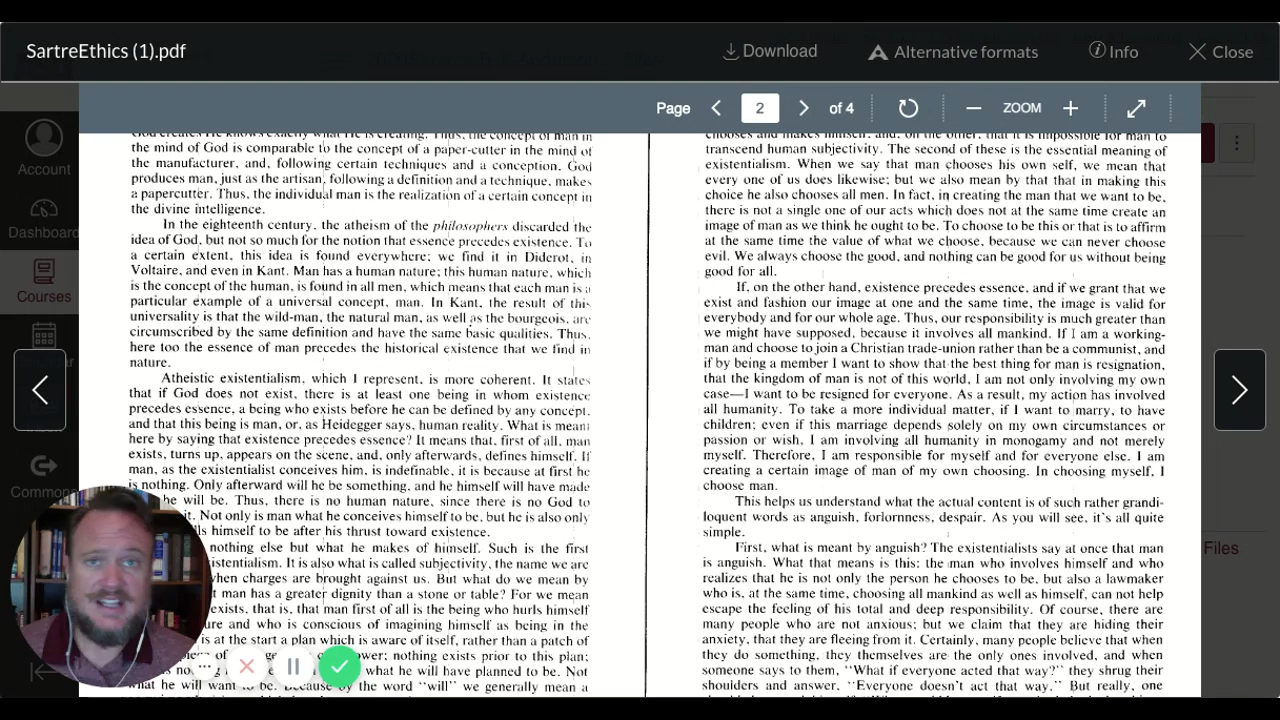 SartreEthics (1).pdf
Download
Alternative formats
Info
Close
Page
2
of 4
ZOOM
Account
Dashboard
Courses
Commons
Files
God creates He knows exactly what He is creating. Thus, the concept of man in
the mind of God is comparable to the concept of a paper-cutter in the mind of
the manufacturer, and, following certain techniques and a conception, God
produces man, just as the artisan, following a definition and a technique, makes
a papercutter. Thus, the individual man is the realization of a certain concept in
the divine intelligence.
In the eighteenth century, the atheism of the philosophers discarded the
idea of God, but not so much for the notion that essence precedes existence. To
a certain extent, this idea is found everywhere; we find it in Diderot, in
Voltaire, and even in Kant. Man has a human nature; this human nature, which
is the concept of the human, is found in all men, which means that each man is a
particular example of a universal concept, man. In Kant, the result of this
universality is that the wild-man, the natural man, as well as the bourgeois, are
circumscribed by the same definition and have the same basic qualities. Thus,
here too the essence of man precedes the historical existence that we find in
nature.
Atheistic existentialism, which I represent, is more coherent. It states
that if God does not exist, there is at least one being in whom existence
precedes essence, a being who exists before he can be defined by any concept,
and that this being is man, or, as Heidegger says, human reality. What is meant
here by saying that existence precedes essence? It means that, first of all, man
exists, turns up, appears on the scene, and, only afterwards, defines himself. If
man, as the existentialist conceives him, is indefinable, it is because at first he
is nothing. Only afterward will he be something, and he himself will have made
he will be. Thus, there is no human nature, since there is no God to
it. Not only is man what he conceives himself to be, but he is also only
himself to be after his thrust toward existence.
nothing else but what he makes of himself. Such is the first
It is also what is called subjectivity, the name we are
when charges are brought against us. But what do we mean by
man has a greater dignity than a stone or table? For we mean
exists, that is, that man first of all is the being who hurls himself
and who is conscious of imagining himself as being in the
is at the start a plan which is aware of itself, rather than a patch of
nothing exists prior to this plan;
what he will have planned to be. Not
what he will want to be. Because by the word "will" we generally mean a
chooses and makes himself; and, on the other, that it is impossible for man to
transcend human subjectivity. The second of these is the essential meaning of
existentialism. When we say that man chooses his own self, we mean that
every one of us does likewise; but we also mean by that that in making this
choice he also chooses all men. In fact, in creating the man that we want to be,
there is not a single one of our acts which does not at the same time create an
image of man as we think he ought to be. To choose to be this or that is to affirm
at the same time the value of what we choose, because we can never choose
evil. We always choose the good, and nothing can be good for us without being
good for all.
If, on the other hand, existence precedes essence, and if we grant that we
exist and fashion our image at one and the same time, the image is valid for
everybody and for our whole age. Thus, our responsibility is much greater than
we might have supposed, because it involves all mankind. If I am a working-
man and choose to join a Christian trade-union rather than be a communist, and
if by being a member I want to show that the best thing for man is resignation,
that the kingdom of man is not of this world, I am not only involving my own
case—I want to be resigned for everyone. As a result, my action has involved
all humanity. To take a more individual matter, if I want to marry, to have
children; even if this marriage depends solely on my own circumstances or
passion or wish, I am involving all humanity in monogamy and not merely
myself. Therefore, I am responsible for myself and for everyone else. I am
creating a certain image of man of my own choosing. In choosing myself, I
choose man.
This helps us understand what the actual content is of such rather grandi-
loquent words as anguish, forlornness, despair. As you will see, it's all quite
simple.
First, what is meant by anguish? The existentialists say at once that man
is anguish. What that means is this: the man who involves himself and who
realizes that he is not only the person he chooses to be, but also a lawmaker
who is, at the same time, choosing all mankind as well as himself, can not help
escape the feeling of his total and deep responsibility. Of course, there are
many people who are not anxious; but we claim that they are hiding their
anxiety, that they are fleeing from it. Certainly, many people believe that when
they do something, they themselves are the only ones involved, and when
someone says to them, "What if everyone acted that way?" they shrug their
shoulders and answer, "Everyone doesn't act that way." But really, one